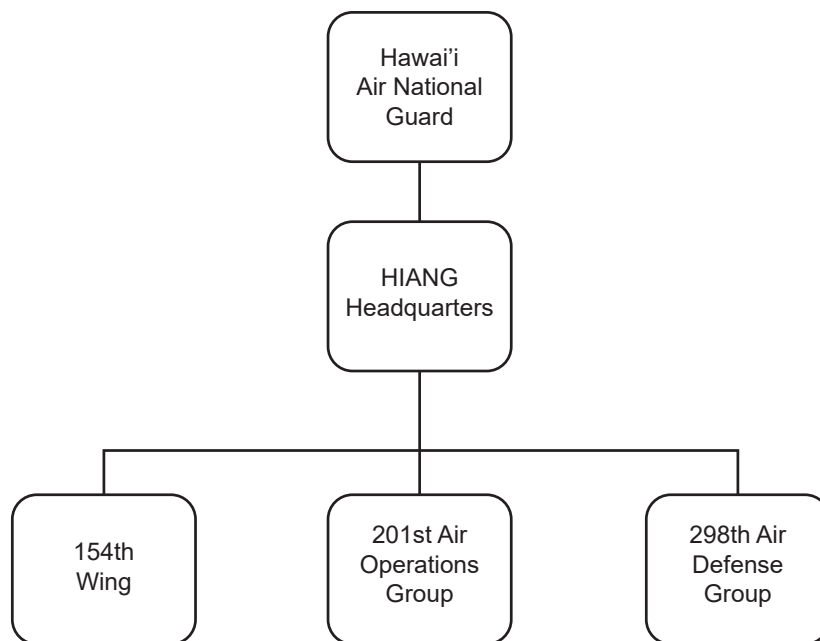 Hawai’i
Air National
Guard
HIANG
Headquarters
154th
Wing
201st Air
Operations
Group
298th Air
Defense
Group